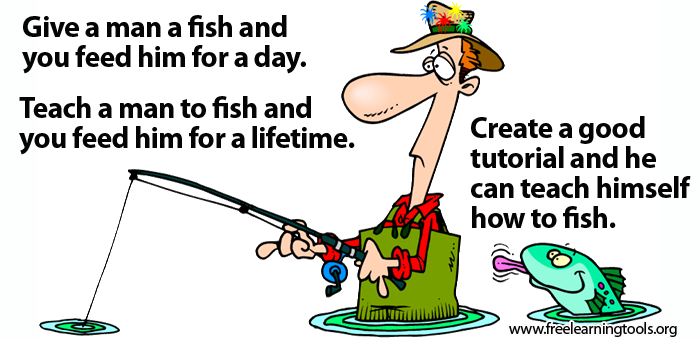 Give a man a fish and
you feed him for a day.
Teach a man to fish and
you feed him for a lifetime.
Create a good
tutorial and he
can teach himself
how to fish.
www.freelearningtools.org